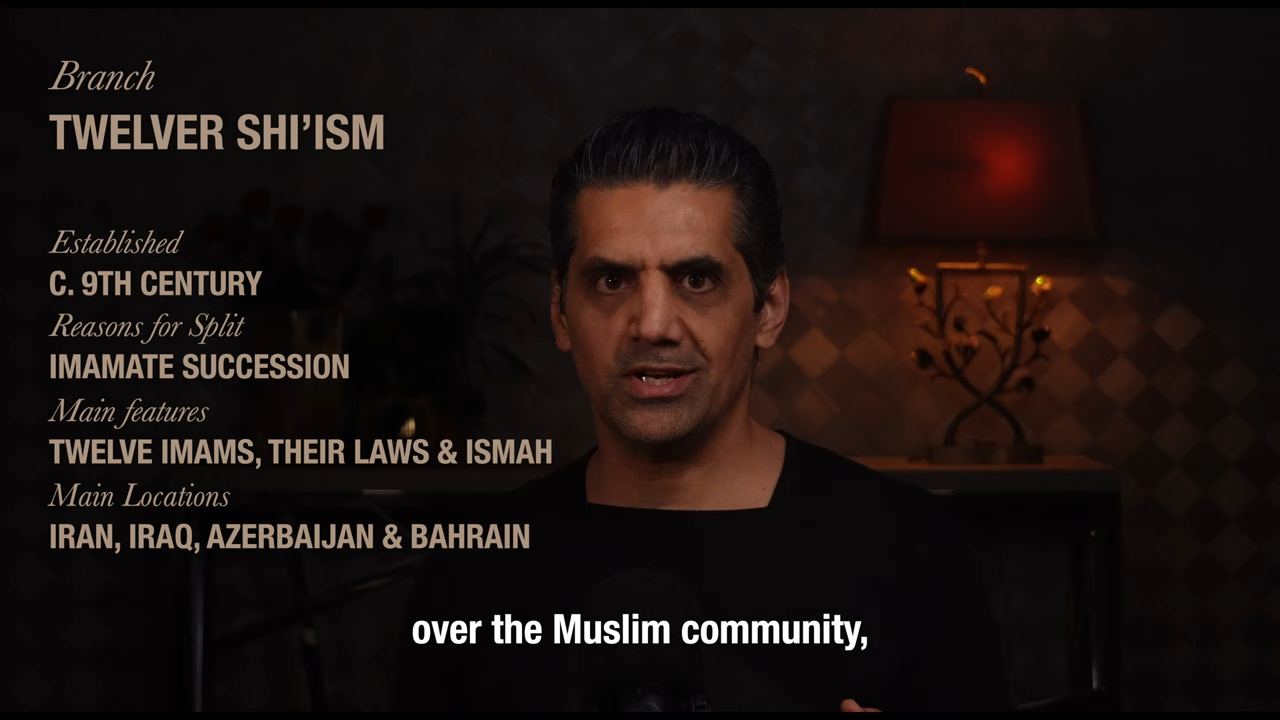 Branch
TWELVER SHI’ISM
Established
C. 9TH CENTURY
Reasons for Split
IMAMATE SUCCESSION
Main features
TWELVE IMAMS, THEIR LAWS & ISMAH
Main Locations
IRAN, IRAQ, AZERBAIJAN & BAHRAIN
over the Muslim community,